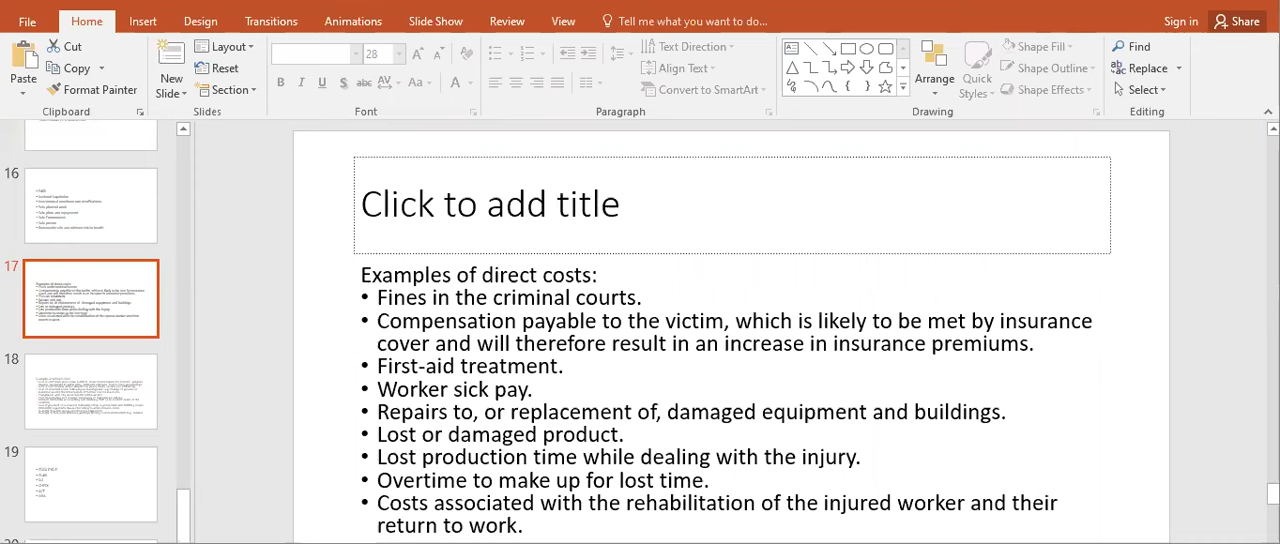 File Home Insert Design Transitions Animations Slide Show Review View Tell me what you want to do... Sign in Share
Paste Cut Copy Format Painter
Clipboard
New Slide Layout Reset Section
Slides
28
B I U S abc AV Aa A
Font
Text Direction Align Text Convert to SmartArt
Paragraph
Arrange Quick Styles Shape Fill Shape Outline Shape Effects
Drawing
Find Replace Select
Editing
16
17
18
19
Click to add title
Examples of direct costs:
• Fines in the criminal courts.
• Compensation payable to the victim, which is likely to be met by insurance
cover and will therefore result in an increase in insurance premiums.
• First-aid treatment.
• Worker sick pay.
• Repairs to, or replacement of, damaged equipment and buildings.
• Lost or damaged product.
• Lost production time while dealing with the injury.
• Overtime to make up for lost time.
• Costs associated with the rehabilitation of the injured worker and their
return to work.